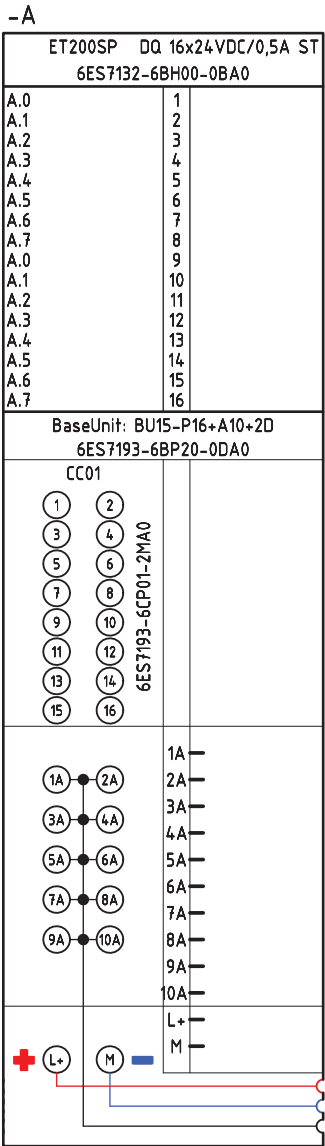 -A
ET200SP DQ 16x24VDC/0,5A ST
6ES7132-6BH00-0BA0
A.0 1
A.1 2
A.2 3
A.3 4
A.4 5
A.5 6
A.6 7
A.7 8
A.0 9
A.1 10
A.2 11
A.3 12
A.4 13
A.5 14
A.6 15
A.7 16
BaseUnit: BU15-P16+A10+2D
6ES7193-6BP20-0DA0
CC01
1 2
3 4
5 6
7 8
9 10
11 12
13 14
15 16
6ES7193-6CP01-2MA0
1A
2A
3A
4A
5A
6A
7A
8A
9A
10A
L+
M
1A 2A
3A 4A
5A 6A
7A 8A
9A 10A
L+ M